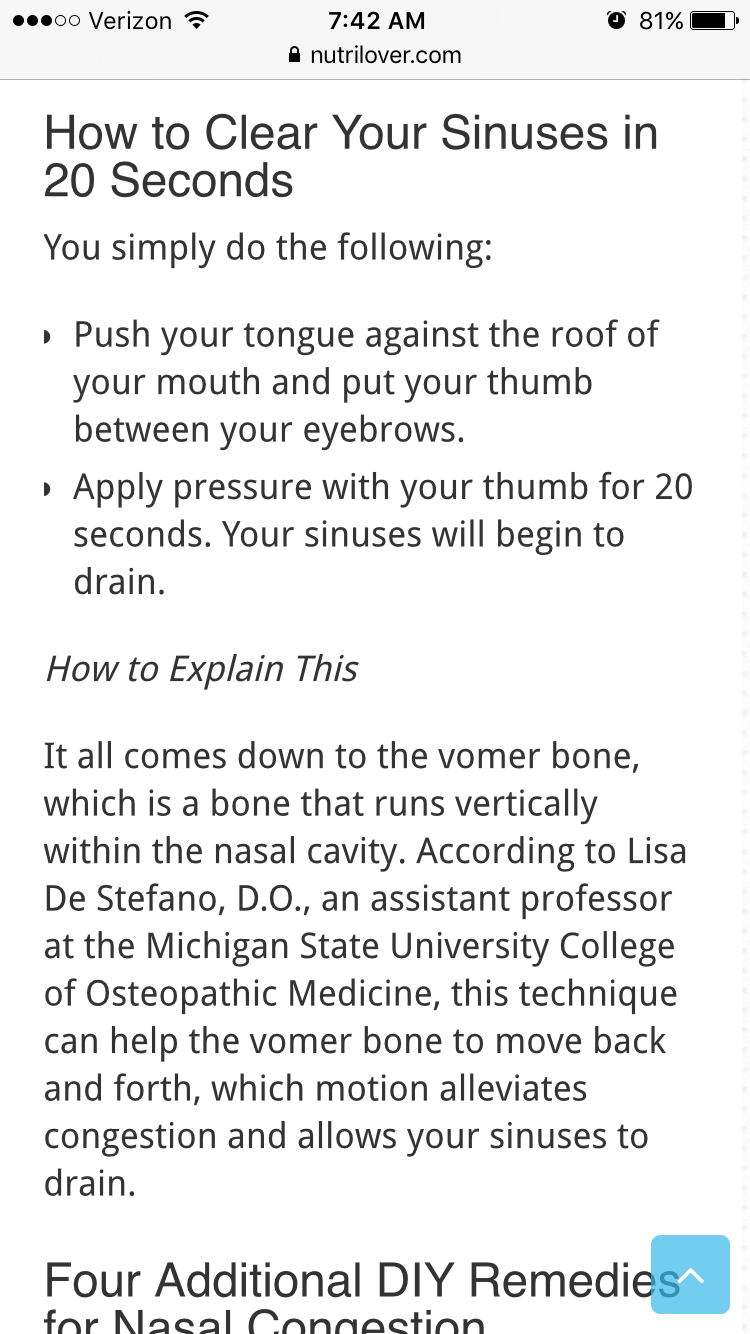 Verizon 7:42 AM 81%
nutrilover.com
How to Clear Your Sinuses in
20 Seconds
You simply do the following:
Push your tongue against the roof of
your mouth and put your thumb
between your eyebrows.
Apply pressure with your thumb for 20
seconds. Your sinuses will begin to
drain.
How to Explain This
It all comes down to the vomer bone,
which is a bone that runs vertically
within the nasal cavity. According to Lisa
De Stefano, D.O., an assistant professor
at the Michigan State University College
of Osteopathic Medicine, this technique
can help the vomer bone to move back
and forth, which motion alleviates
congestion and allows your sinuses to
drain.
Four Additional DIY Remedies
for Nasal Congestion